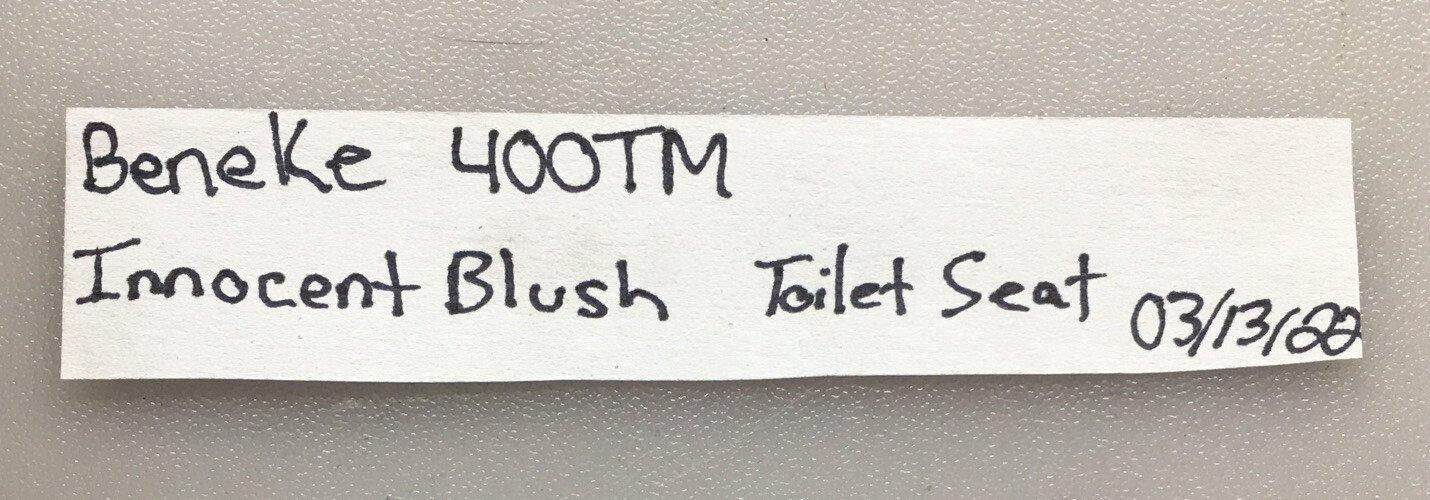 Beneke 400TM
Innocent Blush Toilet Seat 03/13/22